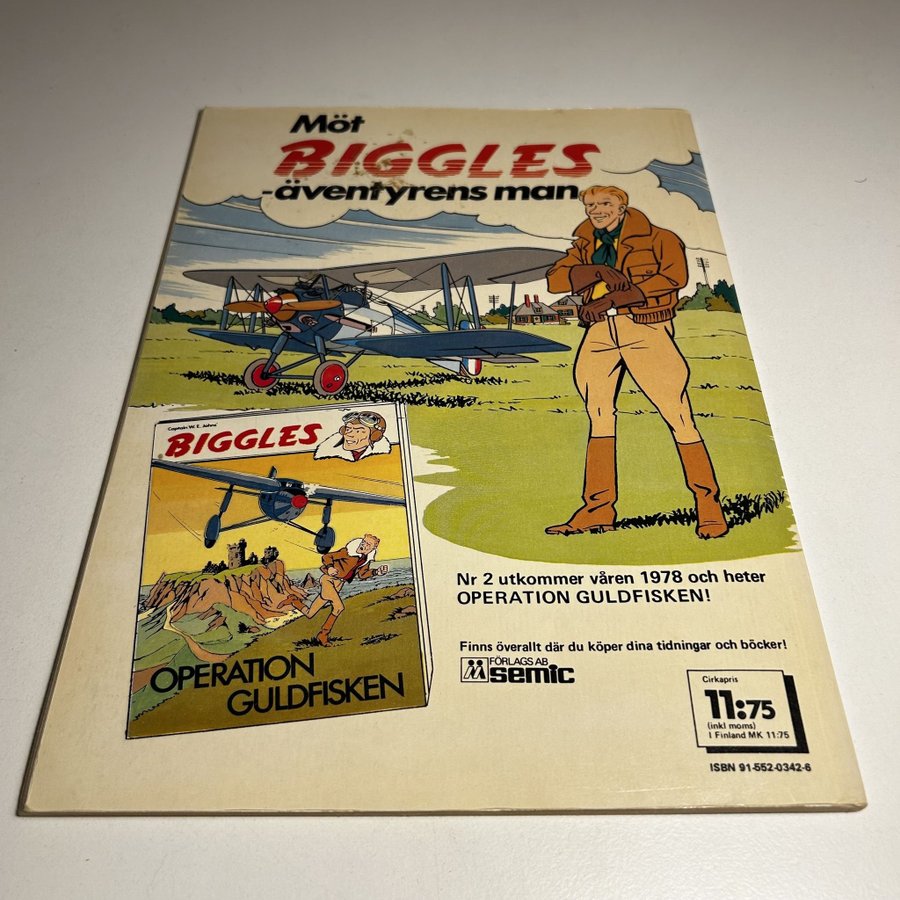 Möt
BIGGLES
-äventyrens man
Captain W. E. Johns'
BIGGLES
OPERATION
GULDFISKEN
Nr 2 utkommer våren 1978 och heter
OPERATION GULDFISKEN!
Finns överallt där du köper dina tidningar och böcker!
FÖRLAGS AB
semic
Cirkapris
11:75
(inkl moms)
I Finland MK 11:75
ISBN 91-552-0342-6